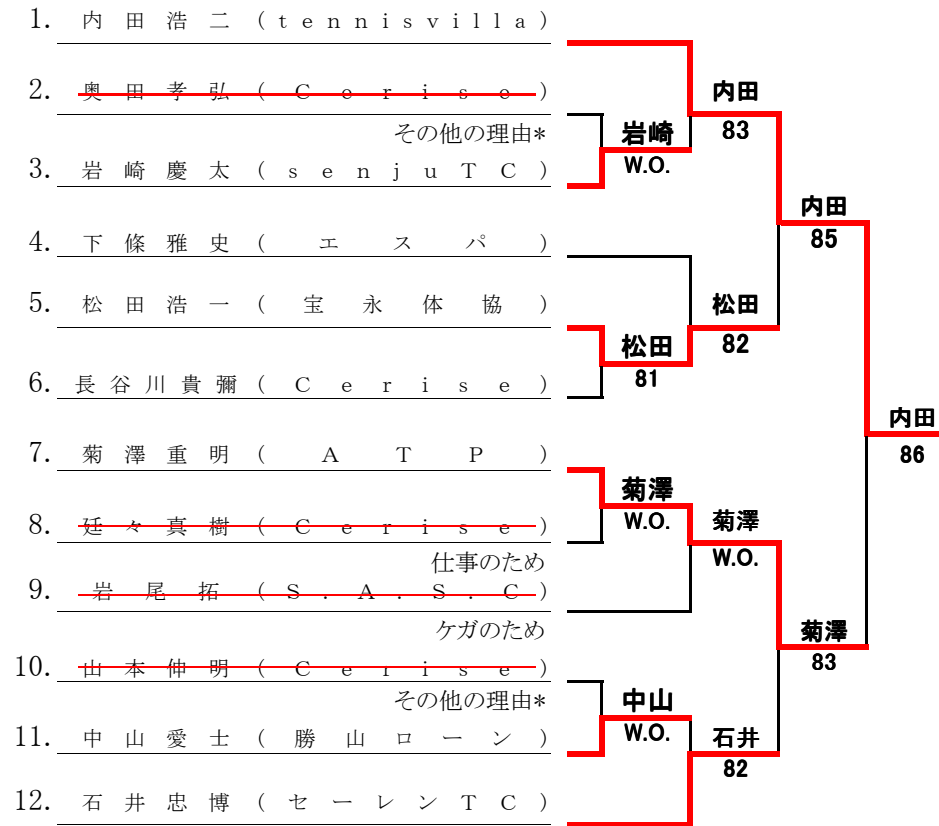 1. 内田浩二(tennisvilla)
2. 奥田孝弘(Cerise)
その他の理由*
3. 岩崎慶太(senjuTC)
4. 下條雅史(エスパ)
5. 松田浩一(宝永体協)
6. 長谷川貴彌(Cerise)
7. 菊澤重明(ATP)
8. 廷々真樹(Cerise)
仕事のため
9. 岩尾拓(S.A.S.C)
ケガのため
10. 山本伸明(Cerise)
その他の理由*
11. 中山愛士(勝山ローン)
12. 石井忠博(セーレンTC)
岩崎
W.O.
松田
81
菊澤
W.O.
中山
W.O.
内田
83
松田
82
菊澤
W.O.
石井
82
内田
85
菊澤
83
内田
86